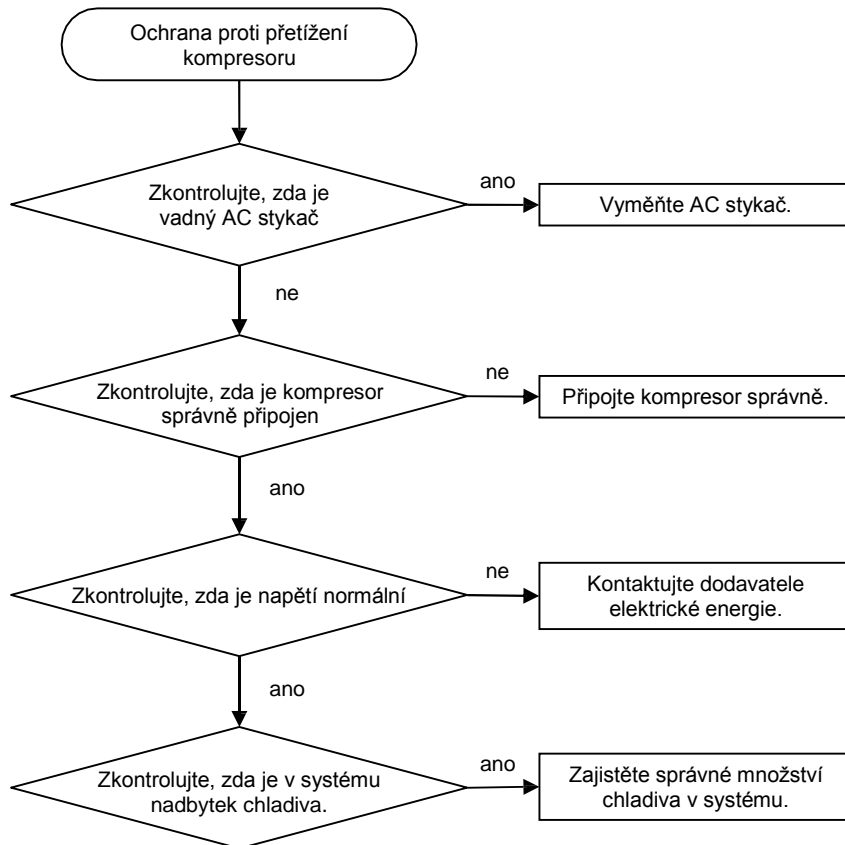 Ochrana proti přetížení
kompresoru
Zkontrolujte, zda je
vadný AC stykač
ano
Vyměňte AC stykač.
ne
Zkontrolujte, zda je kompresor
správně připojen
ne
Připojte kompresor správně.
ano
Zkontrolujte, zda je napětí normální
ne
Kontaktujte dodavatele
elektrické energie.
ano
Zkontrolujte, zda je v systému
nadbytek chladiva.
ano
Zajistěte správné množství
chladiva v systému.